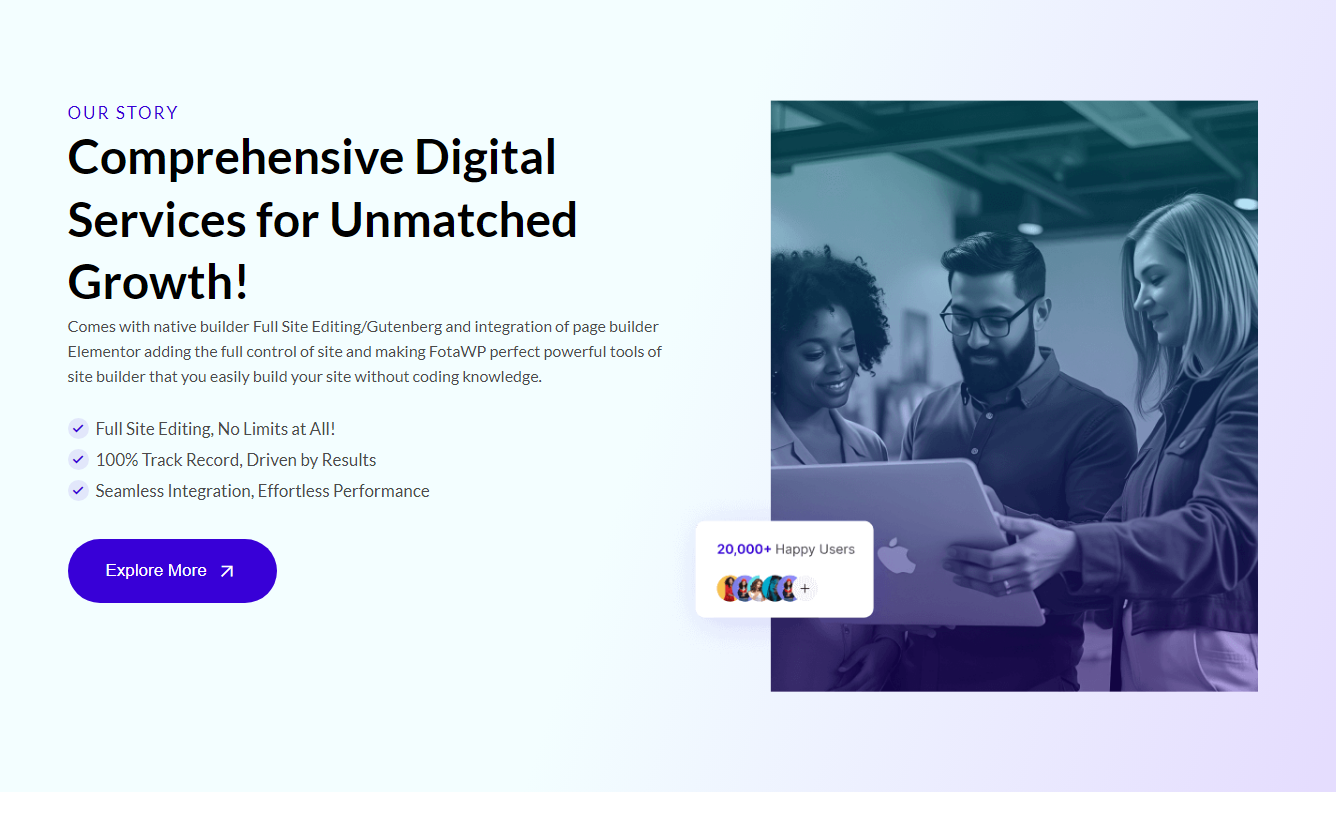 OUR STORY
Comprehensive Digital
Services for Unmatched
Growth!
Comes with native builder Full Site Editing/Gutenberg and integration of page builder
Elementor adding the full control of site and making FotaWP perfect powerful tools of
site builder that you easily build your site without coding knowledge.
Full Site Editing, No Limits at All!
100% Track Record, Driven by Results
Seamless Integration, Effortless Performance
Explore More
20,000+ Happy Users
+